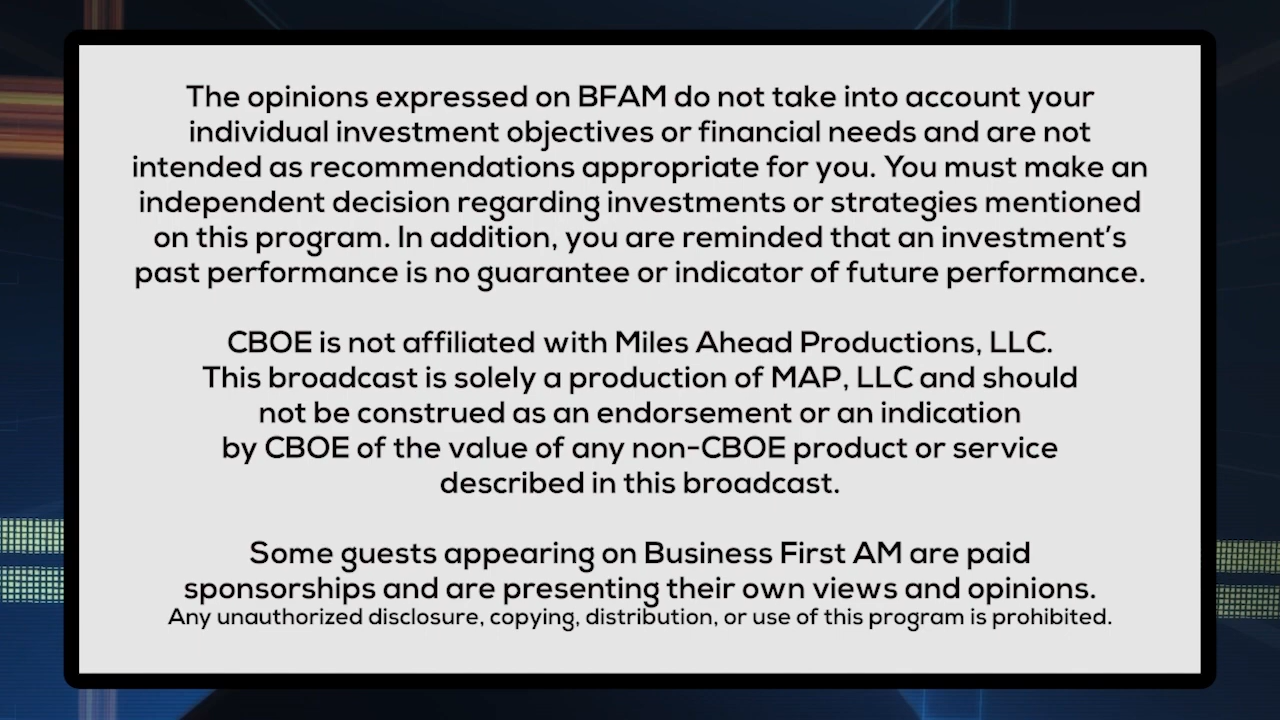 The opinions expressed on BFAM do not take into account your
individual investment objectives or financial needs and are not
intended as recommendations appropriate for you. You must make an
independent decision regarding investments or strategies mentioned
on this program. In addition, you are reminded that an investment's
past performance is no guarantee or indicator of future performance.
CBOE is not affiliated with Miles Ahead Productions, LLC.
This broadcast is solely a production of MAP, LLC and should
not be construed as an endorsement or an indication
by CBOE of the value of any non-CBOE product or service
described in this broadcast.
Some guests appearing on Business First AM are paid
sponsorships and are presenting their own views and opinions.
Any unauthorized disclosure, copying, distribution, or use of this program is prohibited.